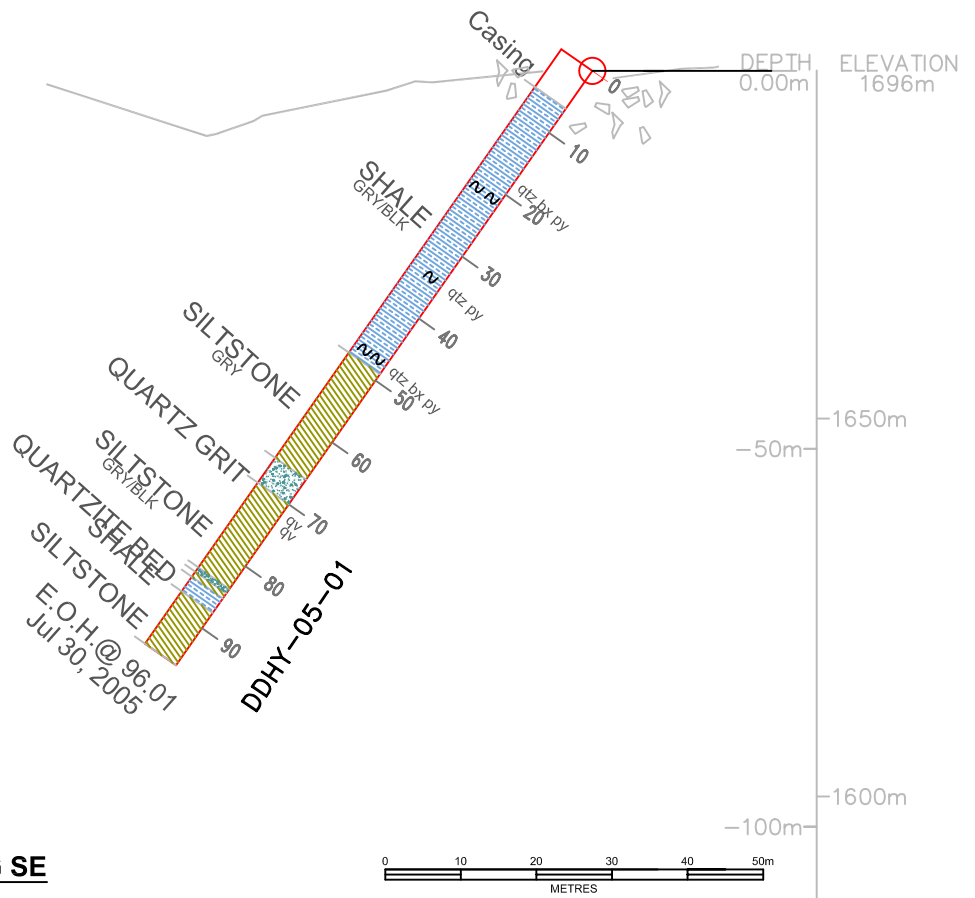 Casing
DEPTH
0.00m
ELEVATION
1696m
0
10
qtz bx py
20
SHALE
GRY/BLK
30
qtz py
40
SILTSTONE
GRY
qtz bx py
50
QUARTZ GRIT
60
1650m
-50m
SILTSTONE
GRY/BLK
70
qv
qv
QUARTZITE BED
SHALE
80
SILTSTONE
90
E.O.H.@ 96.01
Jul 30, 2005
DDHY-05-01
1600m
-100m
SE
0 10 20 30 40 50m
METRES